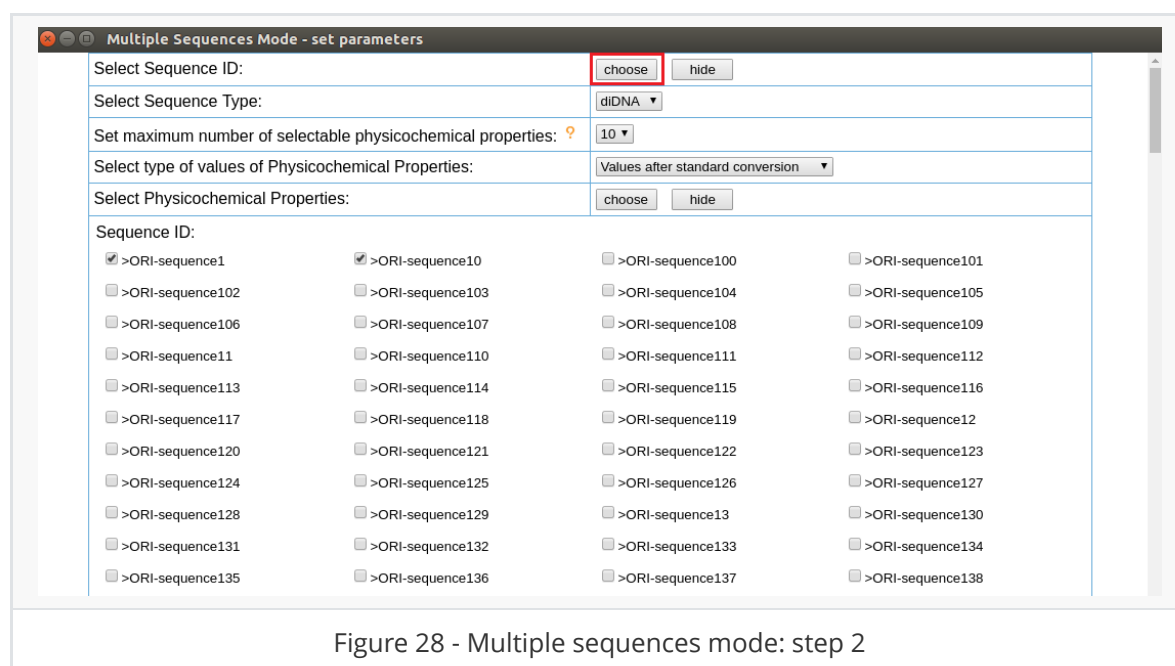 Multiple Sequences Mode - set parameters
Select Sequence ID: choose hide
Select Sequence Type: diDNA
Set maximum number of selectable physicochemical properties: ? 10
Select type of values of Physicochemical Properties: Values after standard conversion
Select Physicochemical Properties: choose hide
Sequence ID:
>ORI-sequence1 >ORI-sequence10 >ORI-sequence100 >ORI-sequence101
>ORI-sequence102 >ORI-sequence103 >ORI-sequence104 >ORI-sequence105
>ORI-sequence106 >ORI-sequence107 >ORI-sequence108 >ORI-sequence109
>ORI-sequence11 >ORI-sequence110 >ORI-sequence111 >ORI-sequence112
>ORI-sequence113 >ORI-sequence114 >ORI-sequence115 >ORI-sequence116
>ORI-sequence117 >ORI-sequence118 >ORI-sequence119 >ORI-sequence12
>ORI-sequence120 >ORI-sequence121 >ORI-sequence122 >ORI-sequence123
>ORI-sequence124 >ORI-sequence125 >ORI-sequence126 >ORI-sequence127
>ORI-sequence128 >ORI-sequence129 >ORI-sequence13 >ORI-sequence130
>ORI-sequence131 >ORI-sequence132 >ORI-sequence133 >ORI-sequence134
>ORI-sequence135 >ORI-sequence136 >ORI-sequence137 >ORI-sequence138
Figure 28 - Multiple sequences mode: step 2